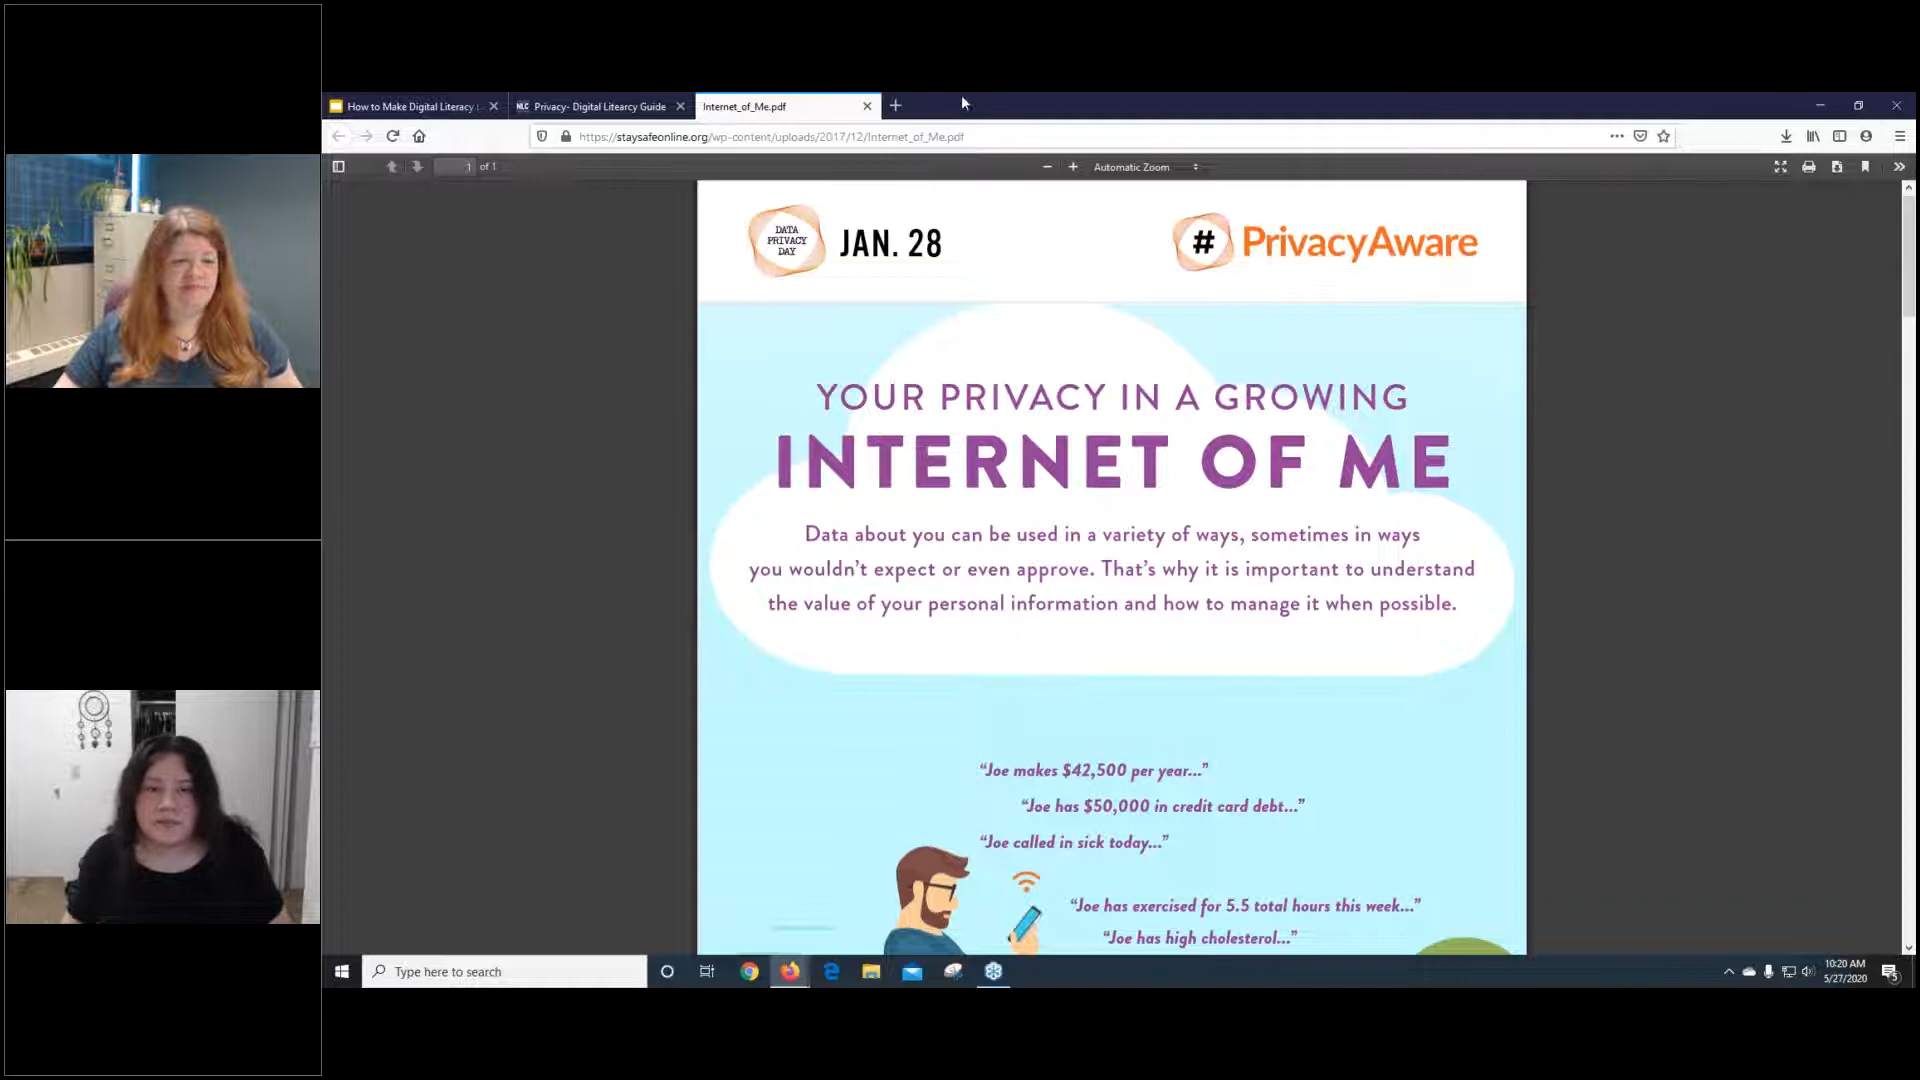 How to Make Digital Literacy
NLC Privacy- Digital Litearcy Guide
Internet_of_Me.pdf
https://staysafeonline.org/wp-content/uploads/2017/12/Internet_of_Me.pdf
1 of 1
Automatic Zoom
DATA
PRIVACY
DAY
JAN. 28
# PrivacyAware
YOUR PRIVACY IN A GROWING
INTERNET OF ME
Data about you can be used in a variety of ways, sometimes in ways
you wouldn’t expect or even approve. That’s why it is important to understand
the value of your personal information and how to manage it when possible.
“Joe makes $42,500 per year...”
“Joe has $50,000 in credit card debt...”
“Joe called in sick today...”
“Joe has exercised for 5.5 total hours this week...”
“Joe has high cholesterol...”
Type here to search
10:20 AM
5/27/2020
5